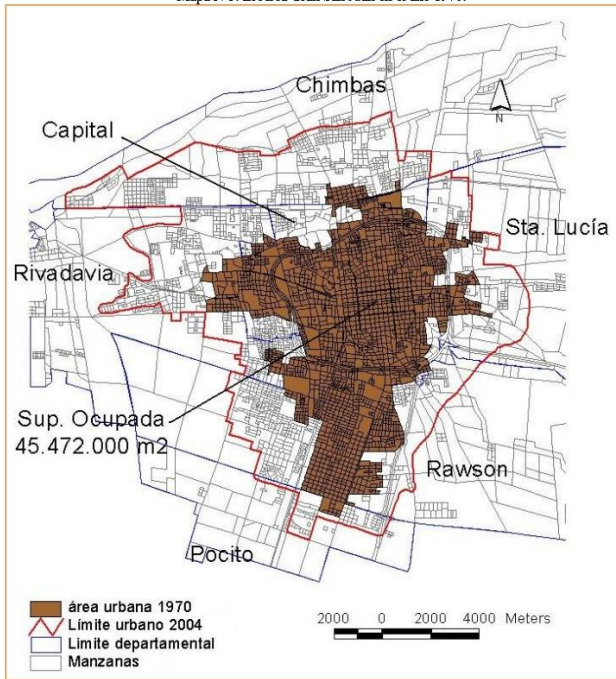 Chimbas
Capital
N
Sta. Lucía
Rivadavia
Sup. Ocupada
45.472.000 m2
Rawson
Pocito
área urbana 1970
Límite urbano 2004
Limite departamental
Manzanas
2000 0 2000 4000 Meters